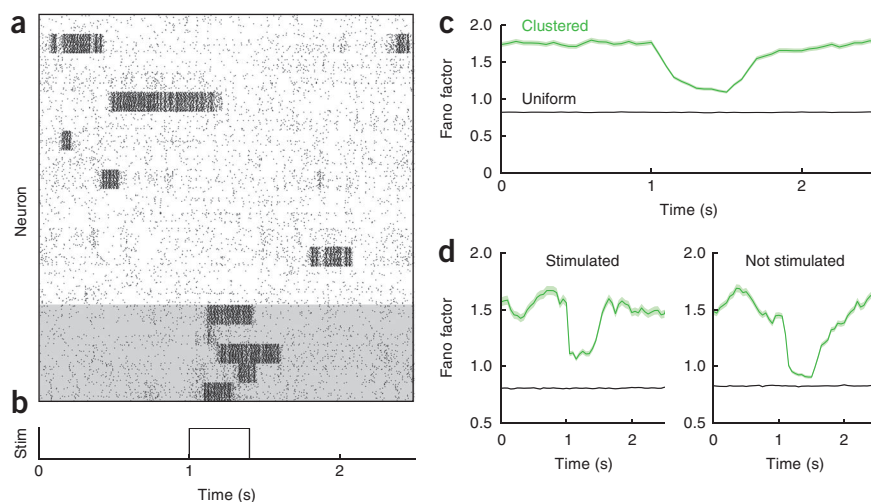 a
Neuron
b
Stim
0 1 2
Time (s)
c
Clustered
Uniform
Fano factor
2.0
1.5
1.0
0.5
0
0 1 2
Time (s)
d
Stimulated
Fano factor
2.0
1.5
1.0
0.5
0 1 2
Time (s)
Not stimulated
2.0
1.5
1.0
0.5
0 1 2
Time (s)